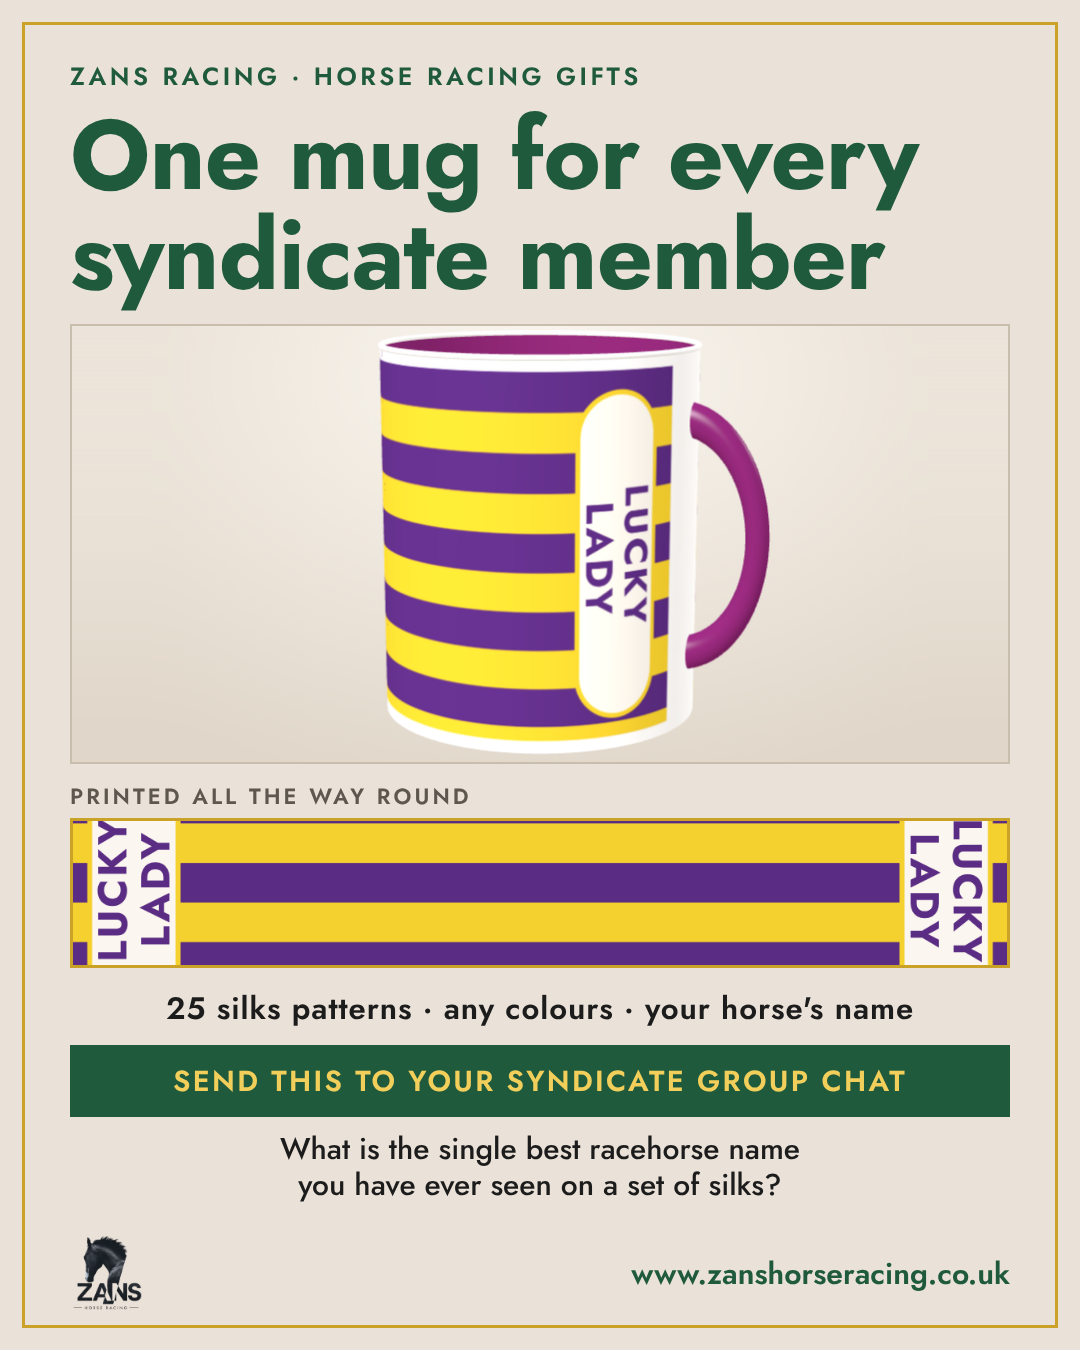 ZANS RACING · HORSE RACING GIFTS
One mug for every
syndicate member
LUCKY
LADY
PRINTED ALL THE WAY ROUND
LUCKY
LADY
LUCKY
LADY
25 silks patterns · any colours · your horse's name
SEND THIS TO YOUR SYNDICATE GROUP CHAT
What is the single best racehorse name
you have ever seen on a set of silks?
ZANS
HORSE RACING
www.zanshorseracing.co.uk